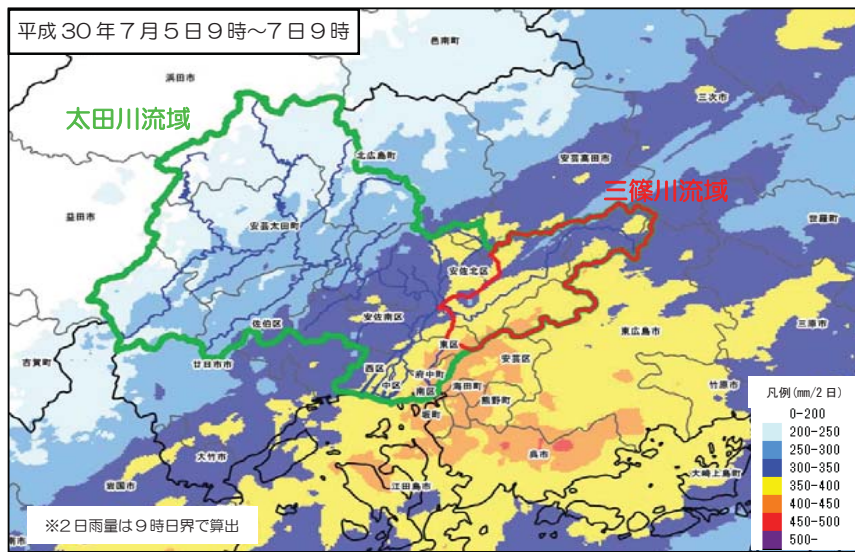 平成30年7月5日9時～7日9時
邑南町
浜田市
三次市
太田川流域
北広島町
安芸高田市
三篠川流域
益田市
世羅町
安芸太田町
安佐北区
佐伯区
安佐南区
東広島市
三原市
東区
古賀町
廿日市市
西区
府中町
安芸区
中区
南区
海田町
竹原市
熊野町
坂町
呉市
大竹市
岩国市
江田島市
大崎上島町
凡例(mm/2日)
0-200
200-250
250-300
300-350
350-400
400-450
450-500
500-
※2日雨量は9時日界で算出